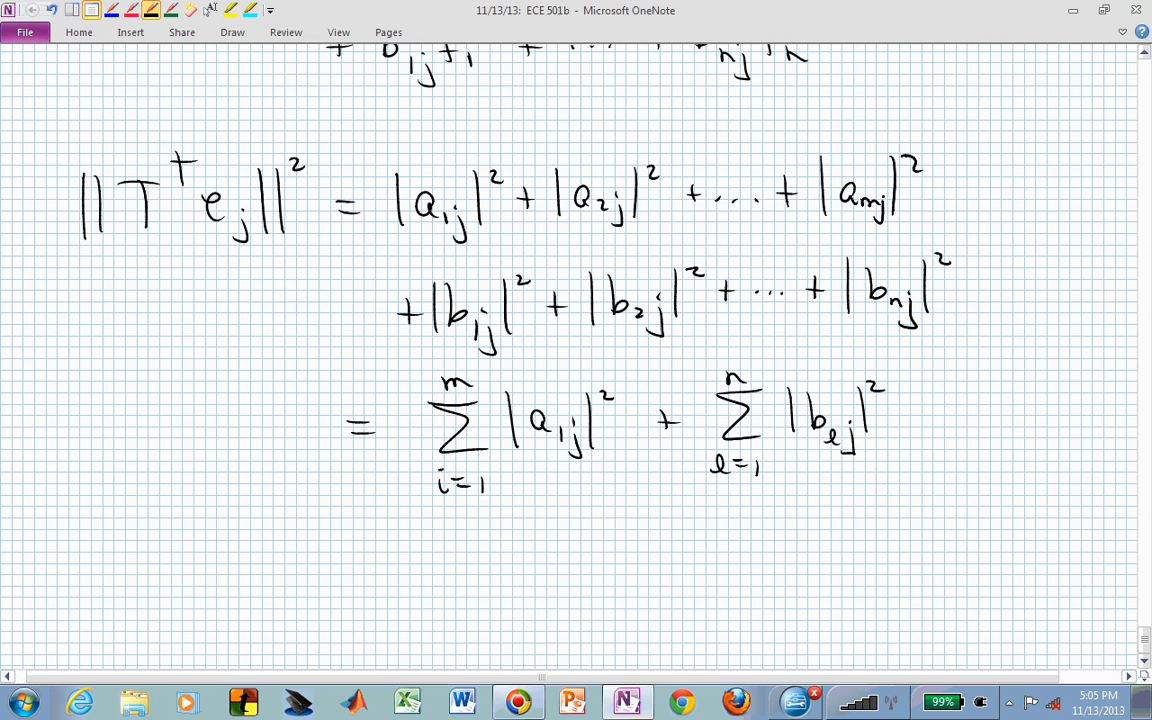 11/13/13: ECE 501b - Microsoft OneNote
File Home Insert Share Draw Review View Pages
‖T† e_j‖² = |a_1j|² + |a_2j|² + ... + |a_mj|²
+ |b_1j|² + |b_2j|² + ... + |b_nj|²
= ∑_{i=1}^{m} |a_ij|² + ∑_{l=1}^{n} |b_lj|²
99%
5:05 PM
11/13/2013